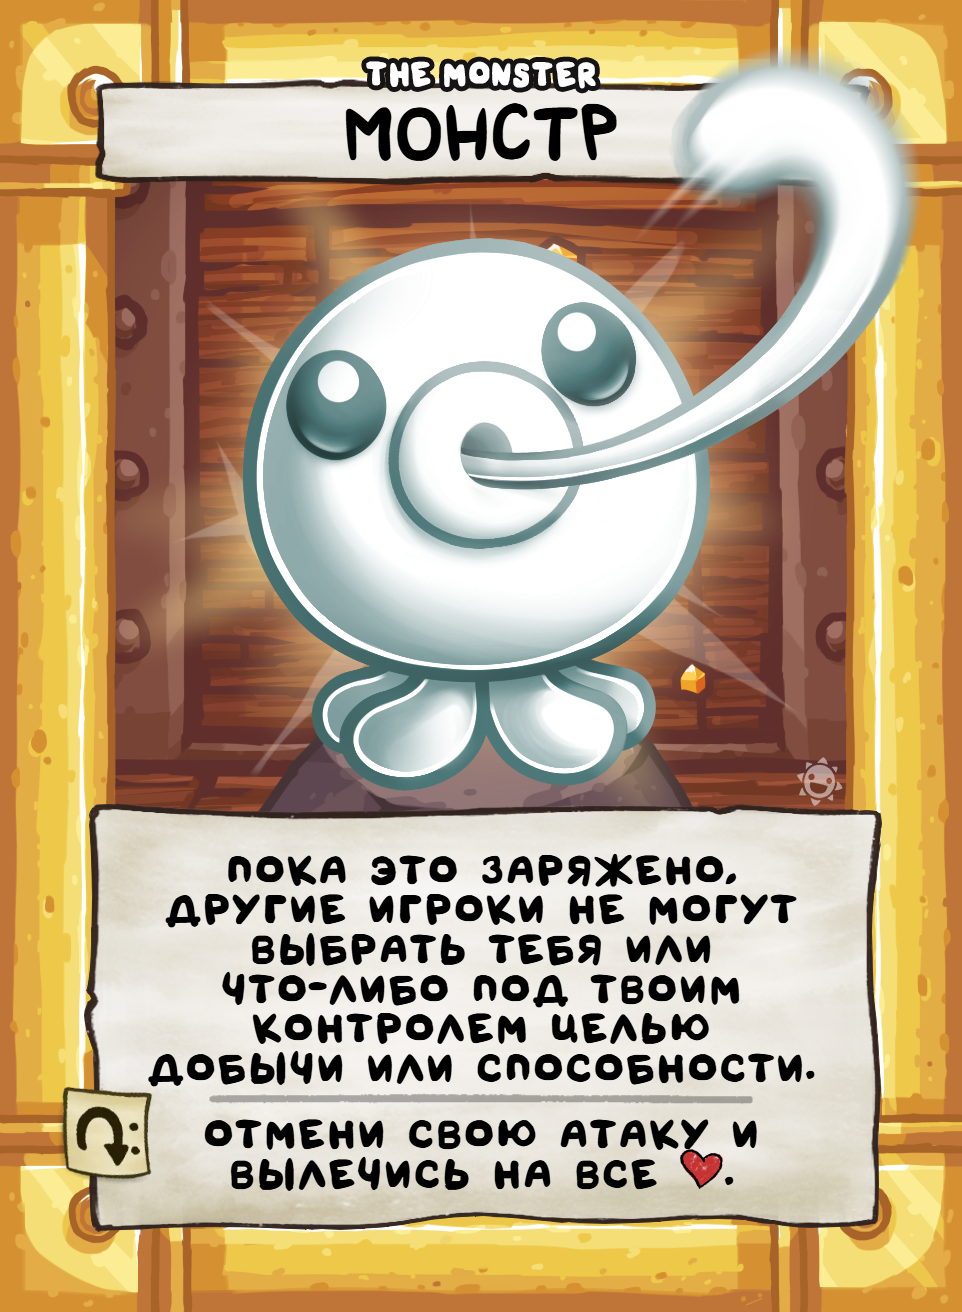 THE MONSTER
МОНСТР
ПОКА ЭТО ЗАРЯЖЕНО,
ДРУГИЕ ИГРОКИ НЕ МОГУТ
ВЫБРАТЬ ТЕБЯ ИЛИ
ЧТО-ЛИБО ПОД ТВОИМ
КОНТРОЛЕМ ЦЕЛЬЮ
ДОБЫЧИ ИЛИ СПОСОБНОСТИ.
ОТМЕНИ СВОЮ АТАКУ И
ВЫЛЕЧИСЬ НА ВСЕ ❤.